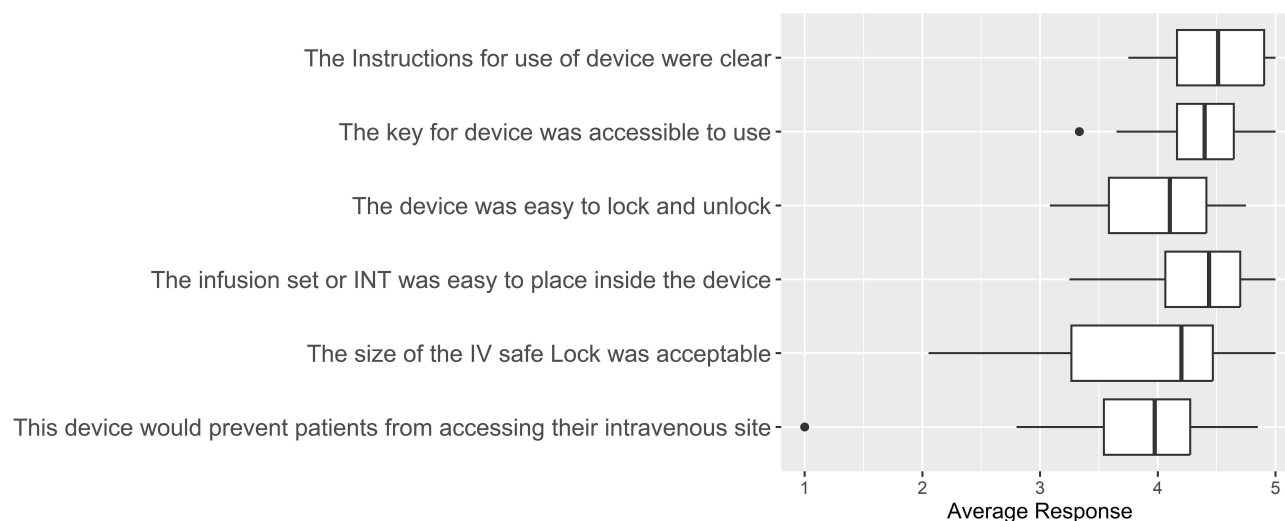 The Instructions for use of device were clear
The key for device was accessible to use
The device was easy to lock and unlock
The infusion set or INT was easy to place inside the device
The size of the IV safe Lock was acceptable
This device would prevent patients from accessing their intravenous site
1 2 3 4 5
Average Response